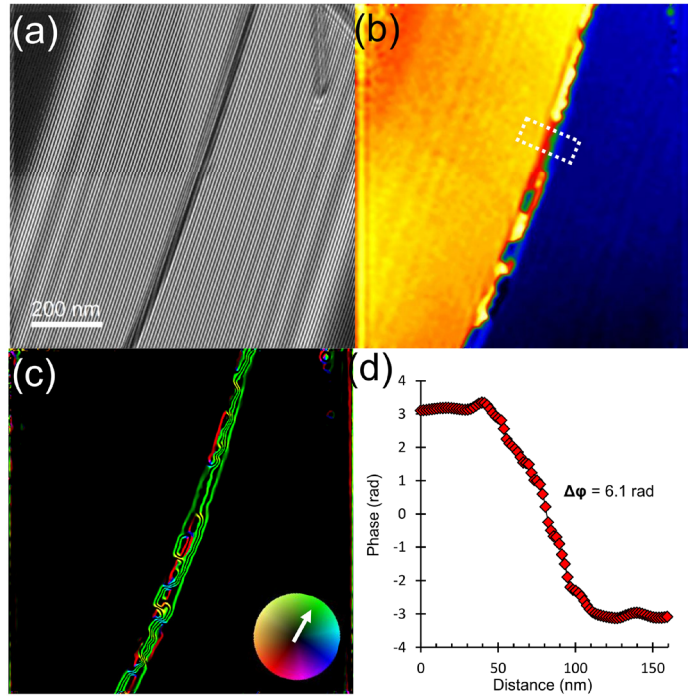 (a)
(b)
200 nm
(c)
(d)
4
3
2
1
0
-1
-2
-3
-4
Phase (rad)
Δφ = 6.1 rad
0
50
100
150
Distance (nm)